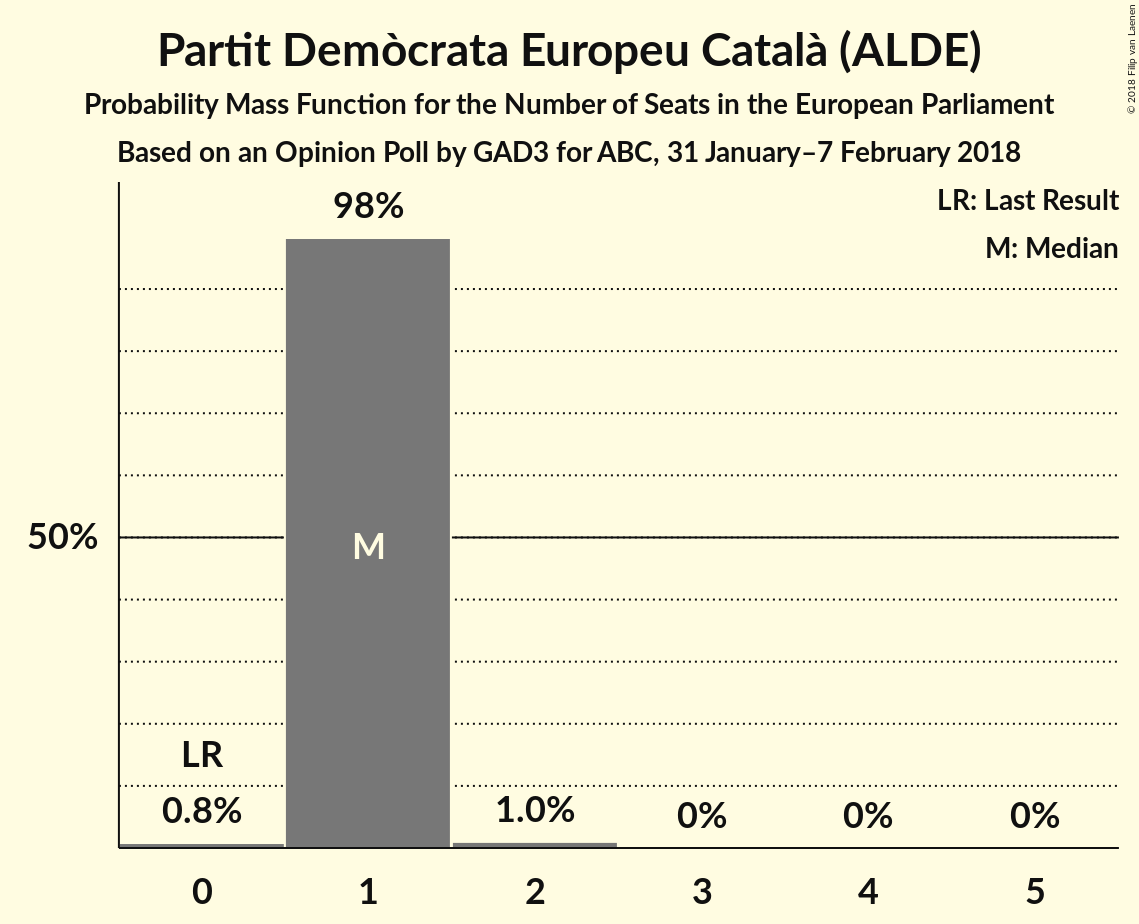 Partit Demòcrata Europeu Català (ALDE)
Probability Mass Function for the Number of Seats in the European Parliament
Based on an Opinion Poll by GAD3 for ABC, 31 January–7 February 2018
© 2018 Filip van Laenen
LR: Last Result
M: Median
98%
50%
M
LR
0.8%
1.0%
0%
0%
0%
0
1
2
3
4
5